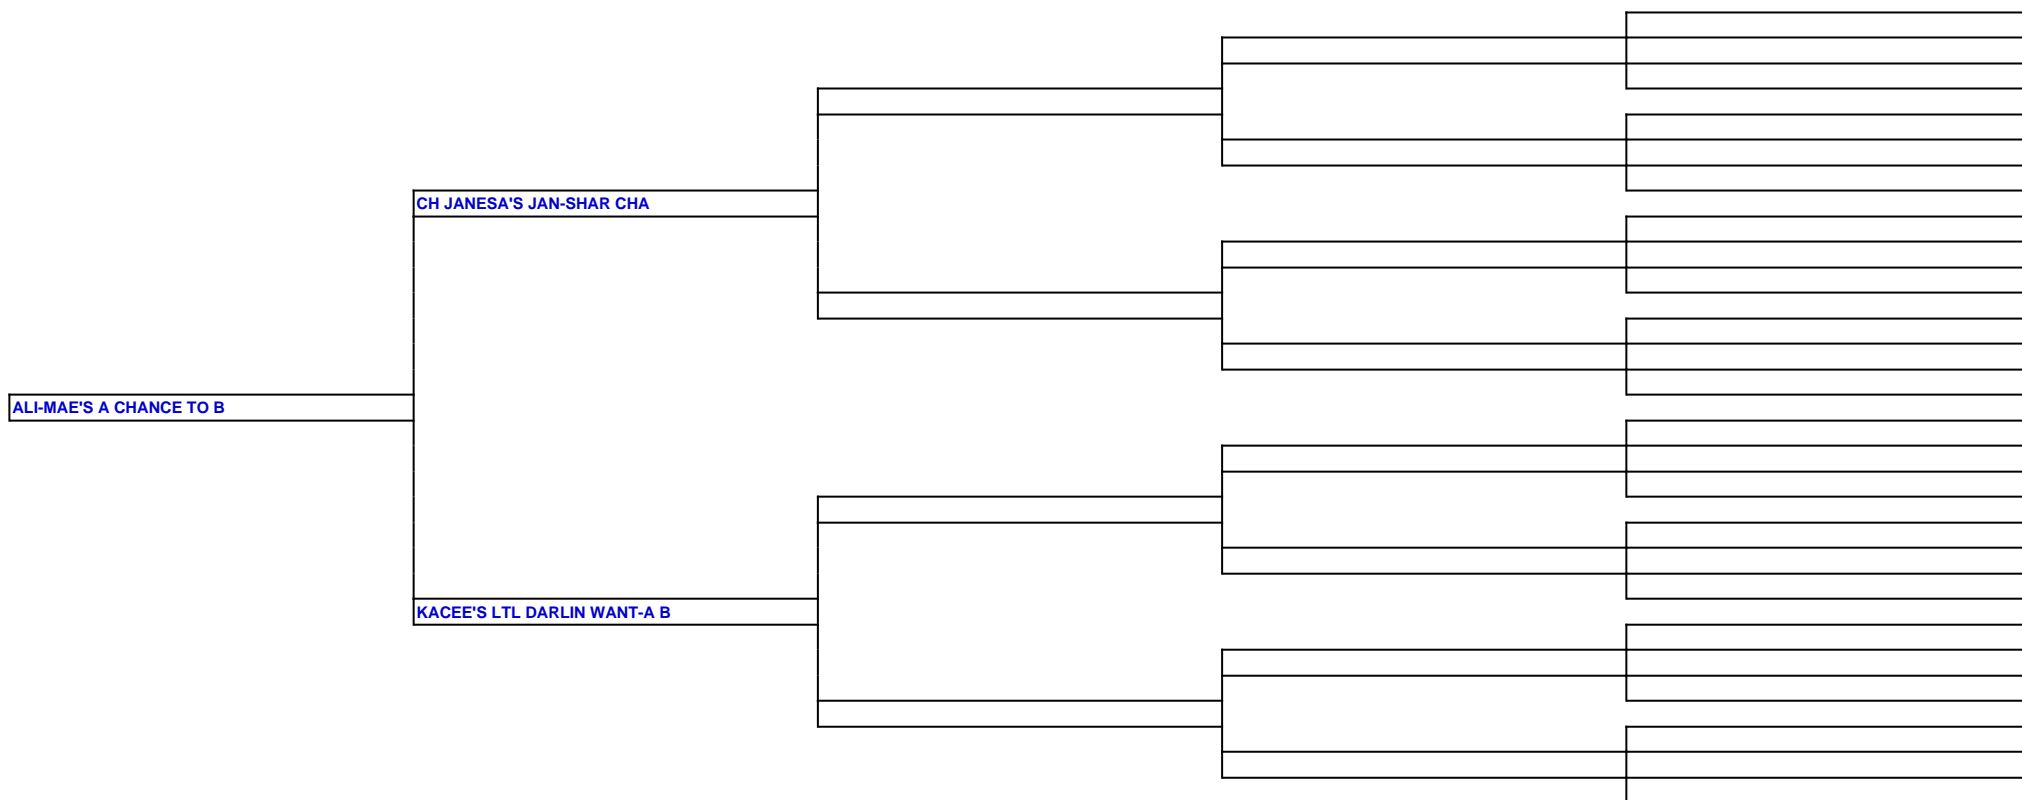 CH JANESA'S JAN-SHAR CHA
ALI-MAE'S A CHANCE TO B
KACEE'S LTL DARLIN WANT-A B